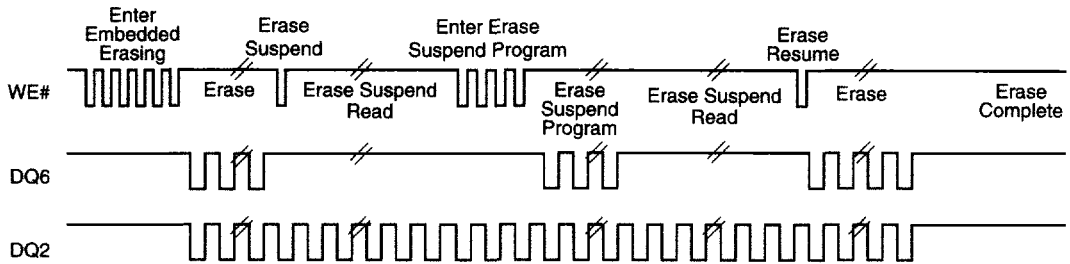 Enter
Embedded
Erasing
Erase
Suspend
Enter Erase
Suspend Program
Erase
Resume
WE#
Erase
Erase Suspend
Read
Erase
Suspend
Program
Erase Suspend
Read
Erase
Erase
Complete
DQ6
DQ2